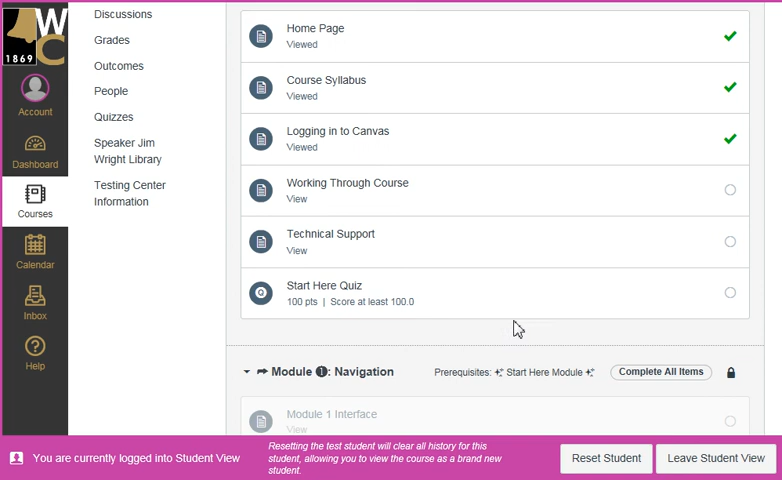 W
C
1869
Account
Dashboard
Courses
Calendar
Inbox
Help
Discussions
Grades
Outcomes
People
Quizzes
Speaker Jim
Wright Library
Testing Center
Information
Home Page
Viewed
Course Syllabus
Viewed
Logging in to Canvas
Viewed
Working Through Course
View
Technical Support
View
Start Here Quiz
100 pts | Score at least 100.0
Module 1: Navigation
Prerequisites: Start Here Module
Complete All Items
Module 1 Interface
View
You are currently logged into Student View
Resetting the test student will clear all history for this
student, allowing you to view the course as a brand new
student.
Reset Student
Leave Student View